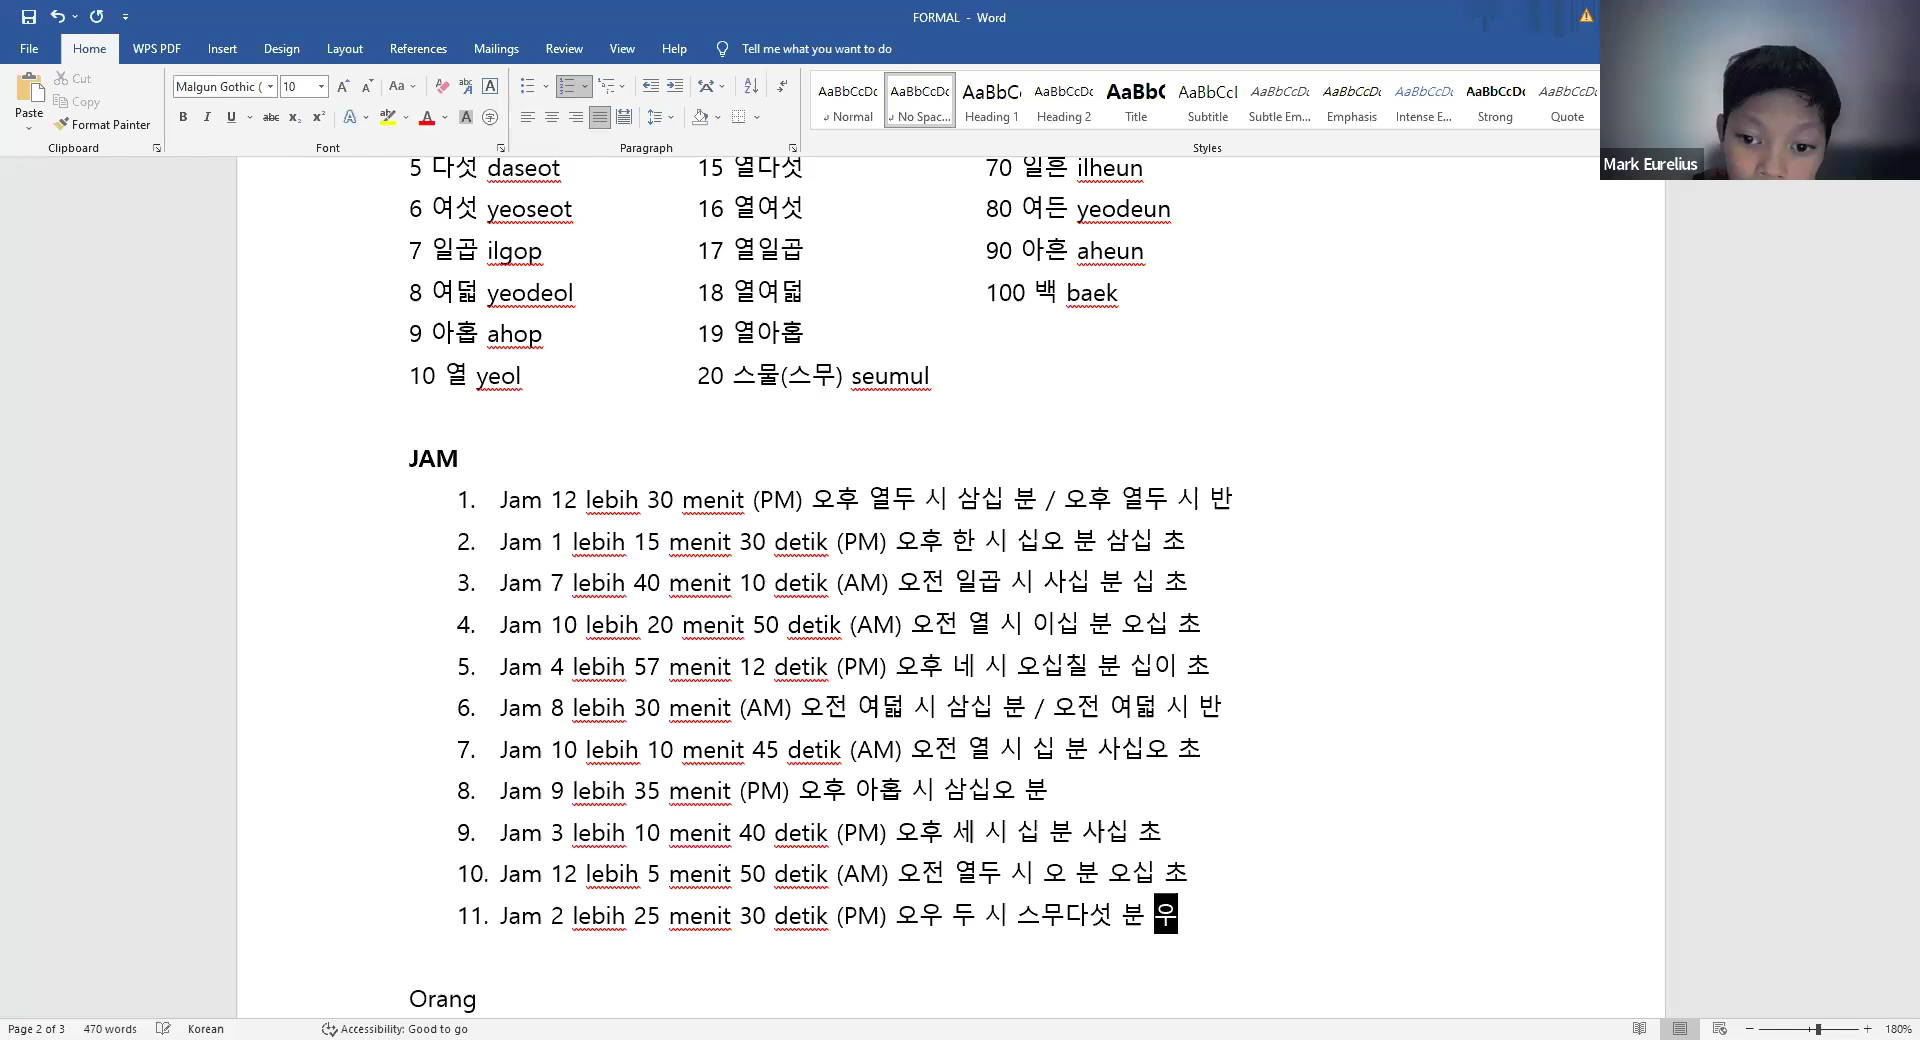 FORMAL - Word
File Home WPS PDF Insert Design Layout References Mailings Review View Help Tell me what you want to do
Paste
Cut
Copy
Format Painter
Malgun Gothic ( 10
Clipboard Font Paragraph Styles
AaBbCcDc AaBbCcDc AaBbC AaBbCcDc AaBbC AaBbCcI AaBbCcDc AaBbCcDc AaBbCcDc AaBbCcDc AaBbCcDc
Normal No Spac... Heading 1 Heading 2 Title Subtitle Subtle Em... Emphasis Intense E... Strong Quote
Mark Eurelius
5 다섯 daseot 15 열다섯 70 일흔 ilheun
6 여섯 yeoseot 16 열여섯 80 여든 yeodeun
7 일곱 ilgop 17 열일곱 90 아흔 aheun
8 여덟 yeodeol 18 열여덟 100 백 baek
9 아홉 ahop 19 열아홉
10 열 yeol 20 스물(스무) seumul
JAM
1. Jam 12 lebih 30 menit (PM) 오후 열두 시 삼십 분 / 오후 열두 시 반
2. Jam 1 lebih 15 menit 30 detik (PM) 오후 한 시 십오 분 삼십 초
3. Jam 7 lebih 40 menit 10 detik (AM) 오전 일곱 시 사십 분 십 초
4. Jam 10 lebih 20 menit 50 detik (AM) 오전 열 시 이십 분 오십 초
5. Jam 4 lebih 57 menit 12 detik (PM) 오후 네 시 오십칠 분 십이 초
6. Jam 8 lebih 30 menit (AM) 오전 여덟 시 삼십 분 / 오전 여덟 시 반
7. Jam 10 lebih 10 menit 45 detik (AM) 오전 열 시 십 분 사십오 초
8. Jam 9 lebih 35 menit (PM) 오후 아홉 시 삼십오 분
9. Jam 3 lebih 10 menit 40 detik (PM) 오후 세 시 십 분 사십 초
10. Jam 12 lebih 5 menit 50 detik (AM) 오전 열두 시 오 분 오십 초
11. Jam 2 lebih 25 menit 30 detik (PM) 오우 두 시 스무다섯 분 우
Orang
Page 2 of 3 470 words Korean Accessibility: Good to go 180%